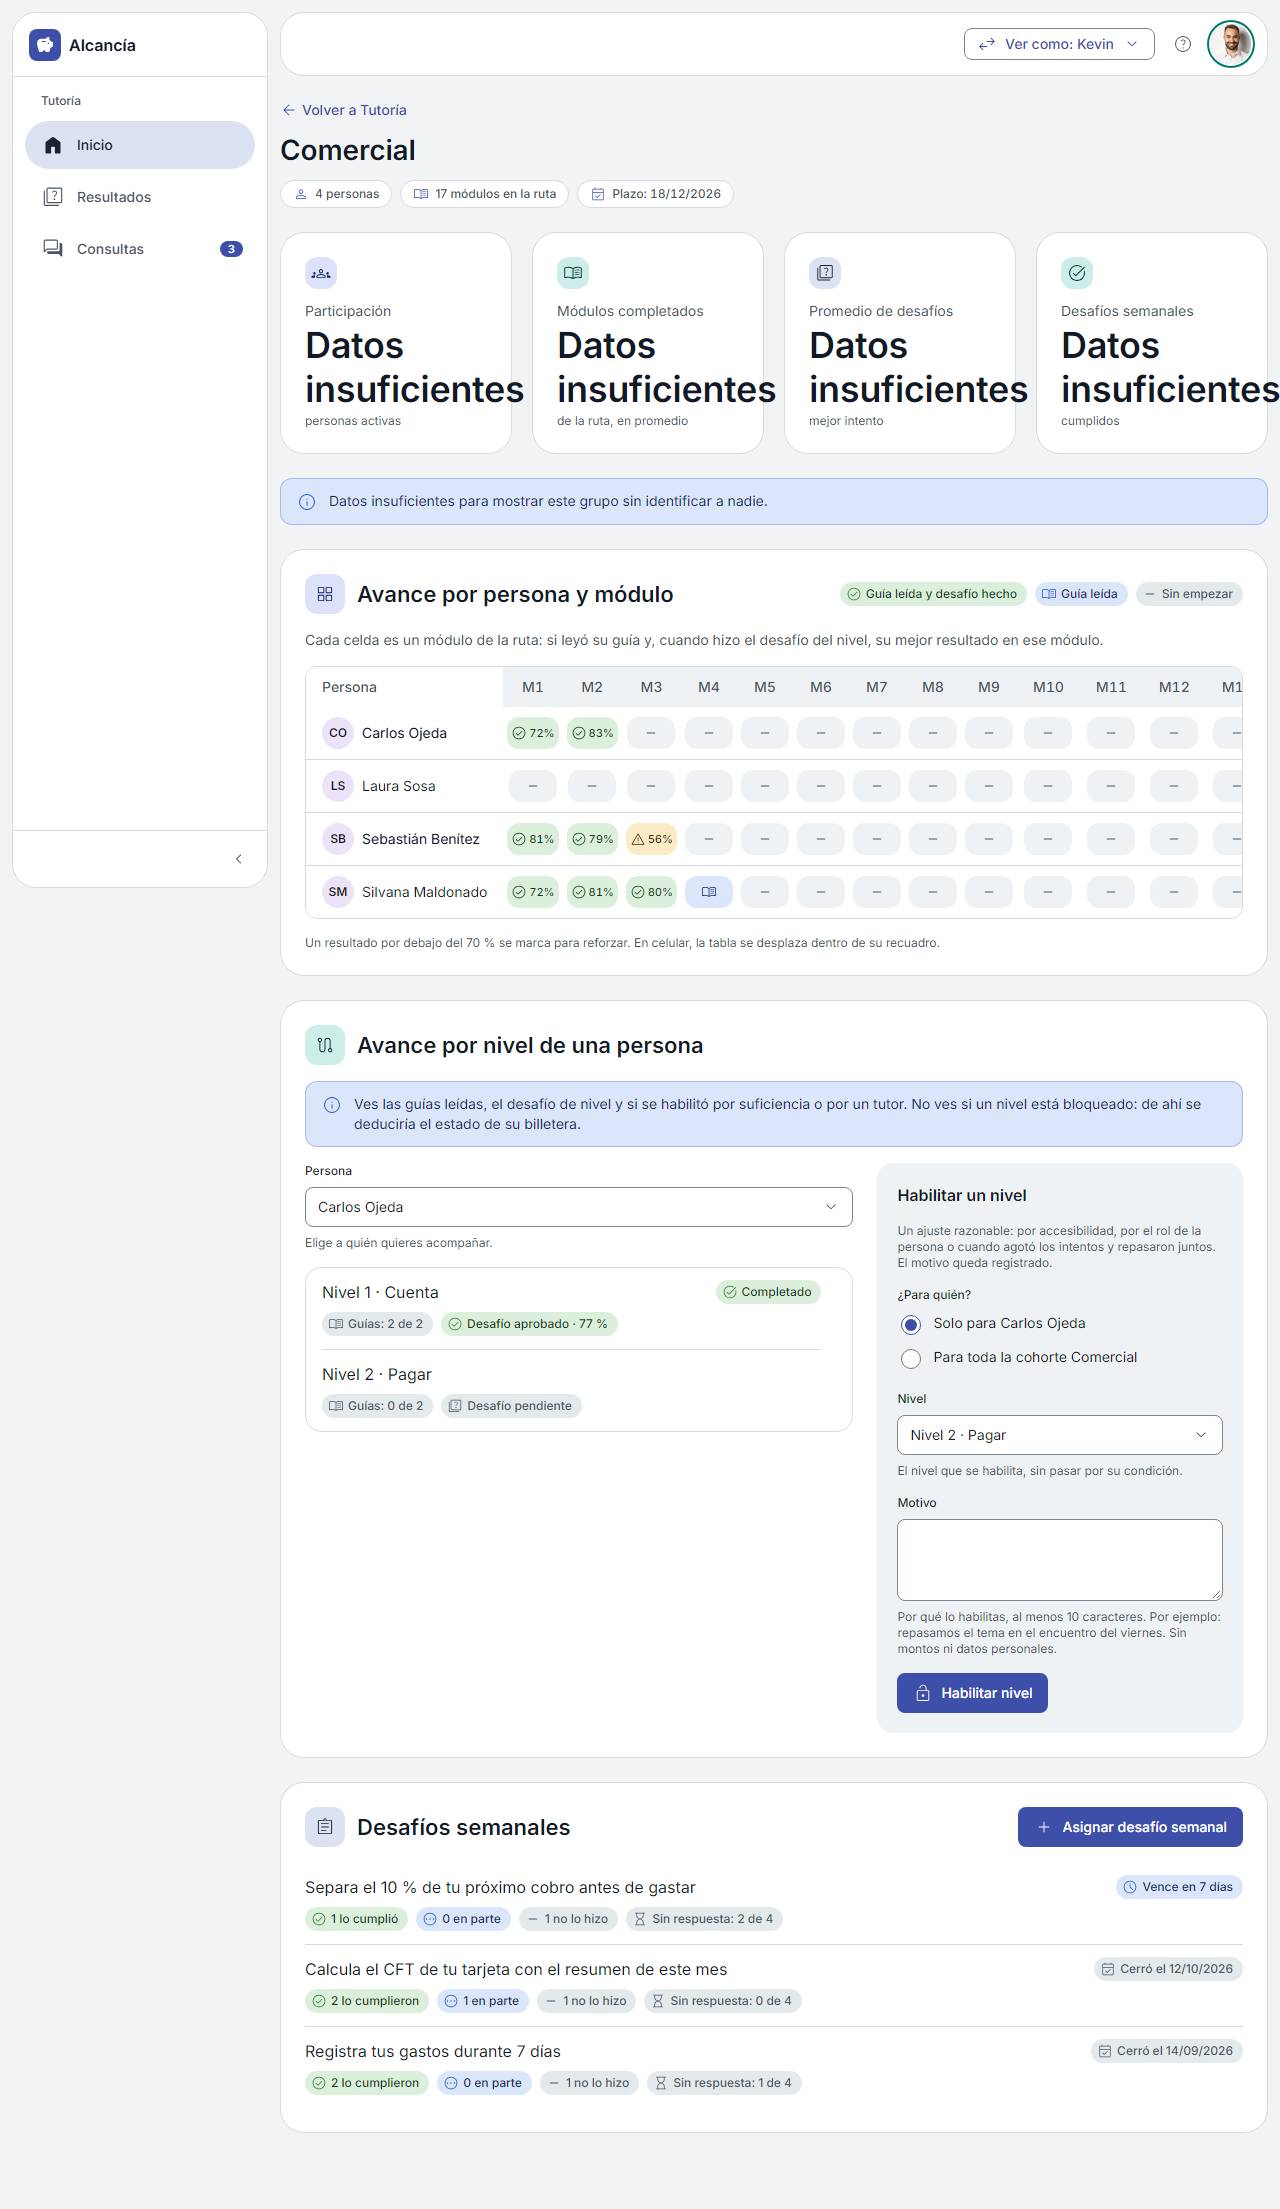 Alcancía
Ver como: Kevin
Tutoría
Inicio
Resultados
Consultas
3
Volver a Tutoría
Comercial
4 personas
17 módulos en la ruta
Plazo: 18/12/2026
Participación
Datos
insuficientes
personas activas
Módulos completados
Datos
insuficientes
de la ruta, en promedio
Promedio de desafíos
Datos
insuficientes
mejor intento
Desafíos semanales
Datos
insuficientes
cumplidos
Datos insuficientes para mostrar este grupo sin identificar a nadie.
Avance por persona y módulo
Guía leída y desafío hecho
Guía leída
Sin empezar
Cada celda es un módulo de la ruta: si leyó su guía y, cuando hizo el desafío del nivel, su mejor resultado en ese módulo.
Persona M1 M2 M3 M4 M5 M6 M7 M8 M9 M10 M11 M12 M1
CO Carlos Ojeda 72% 83% – – – – – – – – – – –
LS Laura Sosa – – – – – – – – – – – – –
SB Sebastián Benítez 81% 79% 56% – – – – – – – – – –
SM Silvana Maldonado 72% 81% 80% – – – – – – – – –
Un resultado por debajo del 70 % se marca para reforzar. En celular, la tabla se desplaza dentro de su recuadro.
Avance por nivel de una persona
Ves las guías leídas, el desafío de nivel y si se habilitó por suficiencia o por un tutor. No ves si un nivel está bloqueado: de ahí se
deduciría el estado de su billetera.
Persona
Carlos Ojeda
Elige a quién quieres acompañar.
Nivel 1 · Cuenta
Completado
Guías: 2 de 2
Desafío aprobado · 77 %
Nivel 2 · Pagar
Guías: 0 de 2
Desafío pendiente
Habilitar un nivel
Un ajuste razonable: por accesibilidad, por el rol de la
persona o cuando agotó los intentos y repasaron juntos.
El motivo queda registrado.
¿Para quién?
Solo para Carlos Ojeda
Para toda la cohorte Comercial
Nivel
Nivel 2 · Pagar
El nivel que se habilita, sin pasar por su condición.
Motivo
Por qué lo habilitas, al menos 10 caracteres. Por ejemplo:
repasamos el tema en el encuentro del viernes. Sin
montos ni datos personales.
Habilitar nivel
Desafíos semanales
Asignar desafío semanal
Separa el 10 % de tu próximo cobro antes de gastar
Vence en 7 días
1 lo cumplió
0 en parte
1 no lo hizo
Sin respuesta: 2 de 4
Calcula el CFT de tu tarjeta con el resumen de este mes
Cerró el 12/10/2026
2 lo cumplieron
1 en parte
1 no lo hizo
Sin respuesta: 0 de 4
Registra tus gastos durante 7 días
Cerró el 14/09/2026
2 lo cumplieron
0 en parte
1 no lo hizo
Sin respuesta: 1 de 4